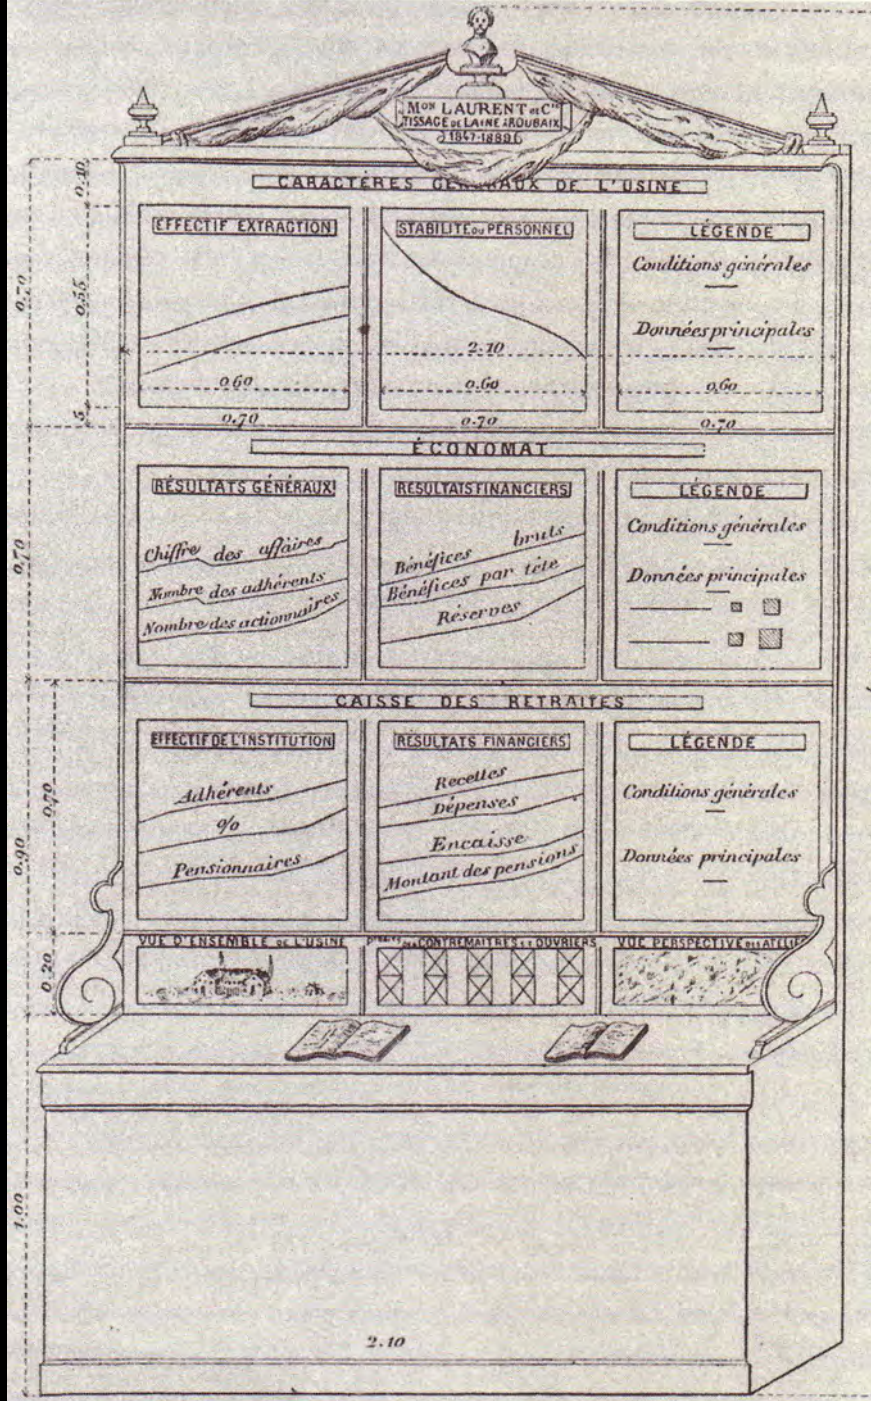 Mon LAURENT et Cie
TISSAGE DE LAINE À ROUBAIX
1847-1889
CARACTÈRES GÉNÉRAUX DE L'USINE
EFFECTIF EXTRACTION
STABILITÉ DU PERSONNEL
LÉGENDE
Conditions générales
Données principales
2.10
0.60
0.60
0.60
0.70
0.70
0.70
0.10
0.55
5
0.70
ÉCONOMAT
RÉSULTATS GÉNÉRAUX
Chiffre des affaires
Nombre des adhérents
Nombre des actionnaires
RÉSULTATS FINANCIERS
Bénéfices bruts
Bénéfices par tête
Réserves
LÉGENDE
Conditions générales
Données principales
0.70
CAISSE DES RETRAITES
EFFECTIF DE L'INSTITUTION
Adhérents
%
Pensionnaires
RÉSULTATS FINANCIERS
Recettes
Dépenses
Encaisse
Montant des pensions
LÉGENDE
Conditions générales
Données principales
0.70
0.90
VUE D'ENSEMBLE DE L'USINE
DES CONTREMAITRES ET OUVRIERS
VUE PERSPECTIVE DES ATELIERS
0.20
1.00
2.10